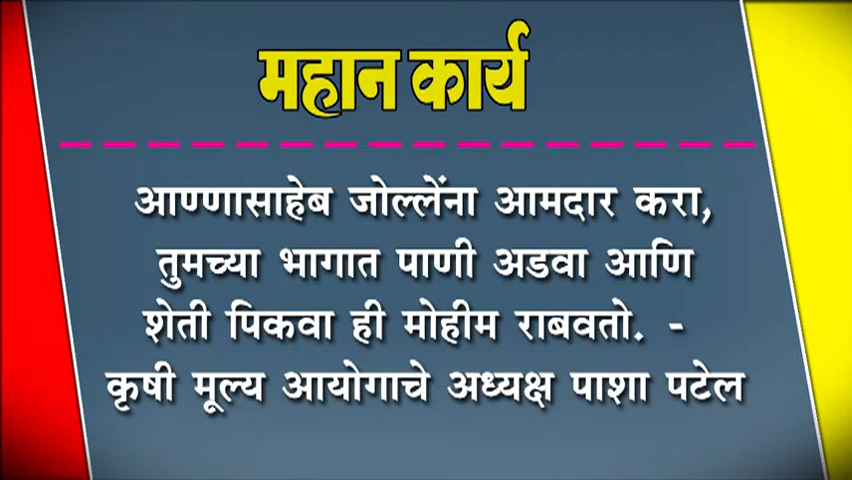 महान कार्य
आण्णासाहेब जोल्लेंना आमदार करा,
तुमच्या भागात पाणी अडवा आणि
शेती पिकवा ही मोहीम राबवतो. -
कृषी मूल्य आयोगाचे अध्यक्ष पाशा पटेल